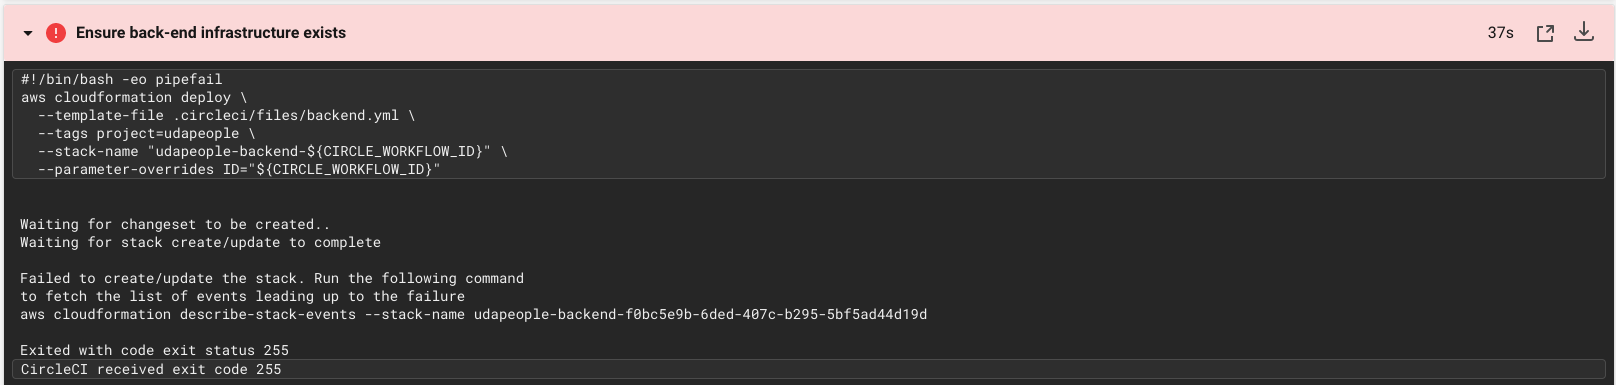 Ensure back-end infrastructure exists
37s
#!/bin/bash -eo pipefail
aws cloudformation deploy \
--template-file .circleci/files/backend.yml \
--tags project=udapeople \
--stack-name "udapeople-backend-${CIRCLE_WORKFLOW_ID}" \
--parameter-overrides ID="${CIRCLE_WORKFLOW_ID}"
Waiting for changeset to be created..
Waiting for stack create/update to complete
Failed to create/update the stack. Run the following command
to fetch the list of events leading up to the failure
aws cloudformation describe-stack-events --stack-name udapeople-backend-f0bc5e9b-6ded-407c-b295-5bf5ad44d19d
Exited with code exit status 255
CircleCI received exit code 255